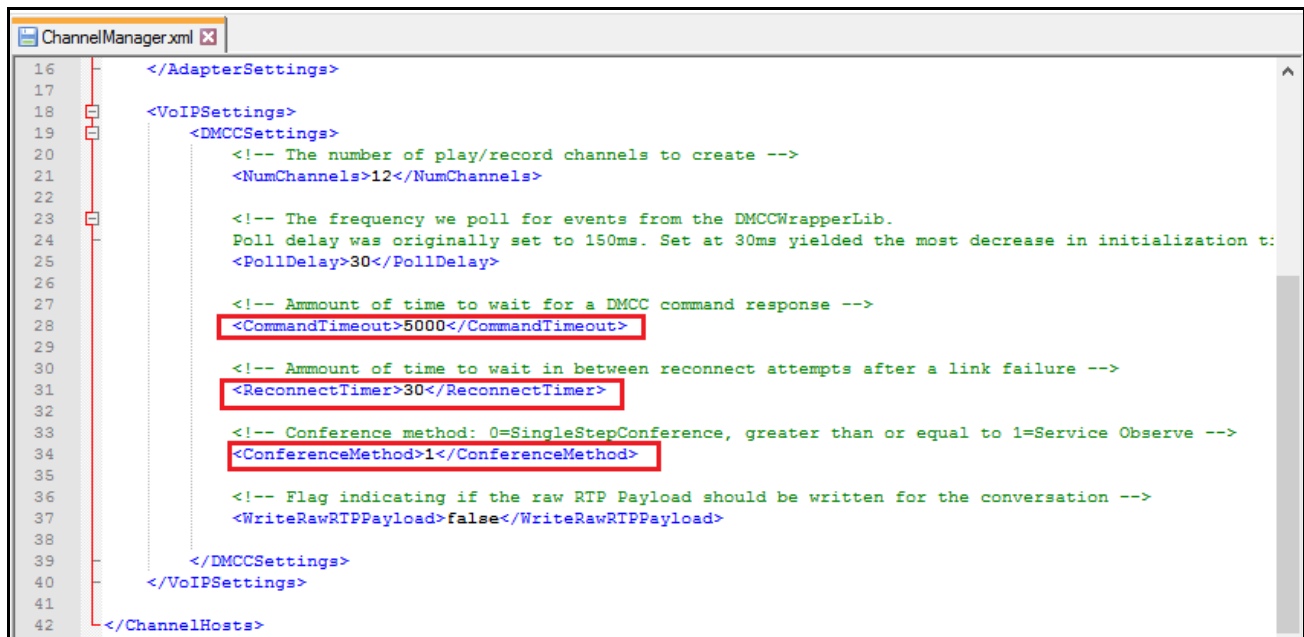 ChannelManager.xml
16 </AdapterSettings>
17
18 <VoIPSettings>
19 <DMCCSettings>
20 <!-- The number of play/record channels to create -->
21 <NumChannels>12</NumChannels>
22
23 <!-- The frequency we poll for events from the DMCCWrapperLib.
24 Poll delay was originally set to 150ms. Set at 30ms yielded the most decrease in initialization
25 <PollDelay>30</PollDelay>
26
27 <!-- Ammount of time to wait for a DMCC command response -->
28 <CommandTimeout>5000</CommandTimeout>
29
30 <!-- Ammount of time to wait in between reconnect attempts after a link failure -->
31 <ReconnectTimer>30</ReconnectTimer>
32
33 <!-- Conference method: 0=SingleStepConference, greater than or equal to 1=Service Observe -->
34 <ConferenceMethod>1</ConferenceMethod>
35
36 <!-- Flag indicating if the raw RTP Payload should be written for the conversation -->
37 <WriteRawRTPPayload>false</WriteRawRTPPayload>
38
39 </DMCCSettings>
40 </VoIPSettings>
41
42 </ChannelHosts>